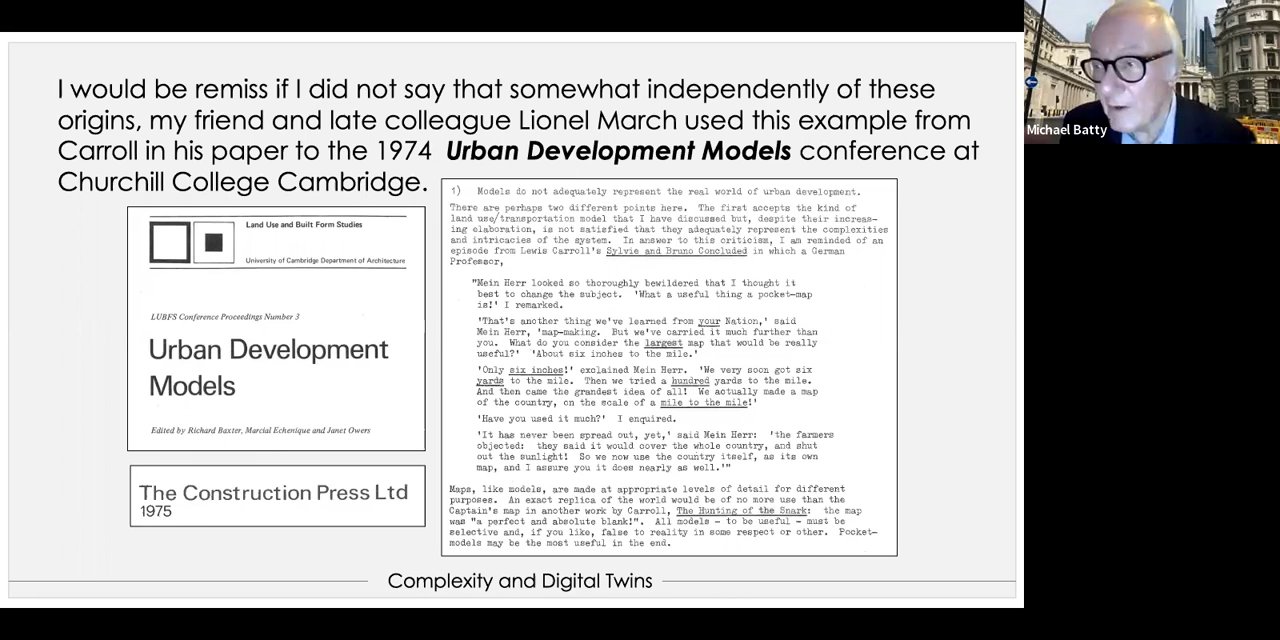 I would be remiss if I did not say that somewhat independently of these
origins, my friend and late colleague Lionel March used this example from
Carroll in his paper to the 1974 Urban Development Models conference at
Churchill College Cambridge.
Land Use and Built Form Studies
University of Cambridge Department of Architecture
LUBFS Conference Proceedings Number 3
Urban Development
Models
Edited by Richard Baxter, Marcial Echenique and Janet Owers
The Construction Press Ltd
1975
1) Models do not adequately represent the real world of urban development.
There are perhaps two different points here. The first accepts the kind of
land use/transportation model that I have discussed but, despite their increas-
ing elaboration, is not satisfied that they adequately represent the complexities
and intricacies of the system. In answer to this criticism, I am reminded of an
episode from Lewis Carroll's Sylvie and Bruno Concluded in which a German
Professor,
"Mein Herr looked so thoroughly bewildered that I thought it
best to change the subject. 'What a useful thing a pocket-map
is!' I remarked.
'That's another thing we've learned from your Nation,' said
Mein Herr, 'map-making. But we've carried it much further than
you. What do you consider the largest map that would be really
useful?' 'About six inches to the mile.'
'Only six inches!' exclaimed Mein Herr. 'We very soon got six
yards to the mile. Then we tried a hundred yards to the mile.
And then came the grandest idea of all! We actually made a map
of the country, on the scale of a mile to the mile!'
'Have you used it much?' I enquired.
'It has never been spread out, yet,' said Mein Herr: 'the farmers
objected: they said it would cover the whole country, and shut
out the sunlight! So we now use the country itself, as its own
map, and I assure you it does nearly as well.'"
Maps, like models, are made at appropriate levels of detail for different
purposes. An exact replica of the world would be of no more use than the
Captain's map in another work by Carroll, The Hunting of the Snark: the map
was "a perfect and absolute blank!". All models - to be useful - must be
selective and, if you like, false to reality in some respect or other. Pocket-
models may be the most useful in the end.
Complexity and Digital Twins
Michael Batty